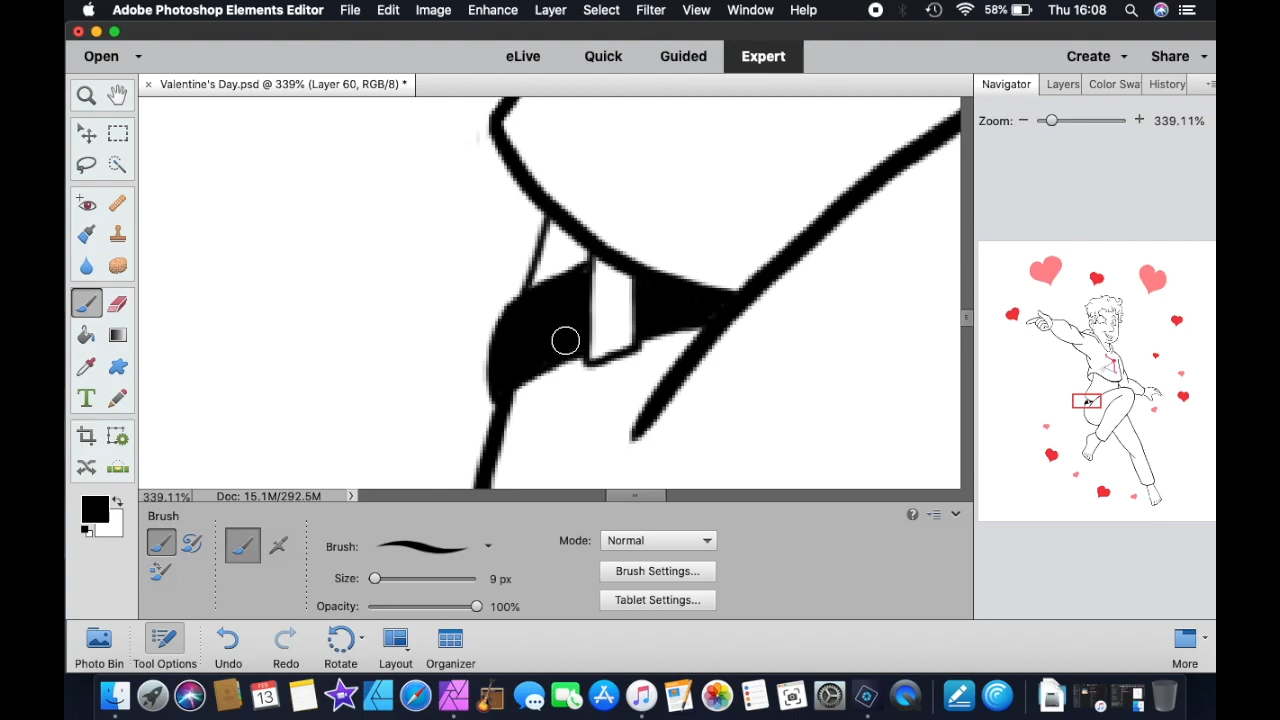 Adobe Photoshop Elements Editor File Edit Image Enhance Layer Select Filter View Window Help 58% Thu 16:08
Open eLive Quick Guided Expert Create Share
× Valentine's Day.psd @ 339% (Layer 60, RGB/8) * Navigator Layers Color Swa History
Zoom: − + 339.11%
T
339.11% Doc: 15.1M/292.5M
Brush
Brush: Mode: Normal
Size: 9 px Brush Settings...
Opacity: 100% Tablet Settings...
Photo Bin Tool Options Undo Redo Rotate Layout Organizer More
FEB
13